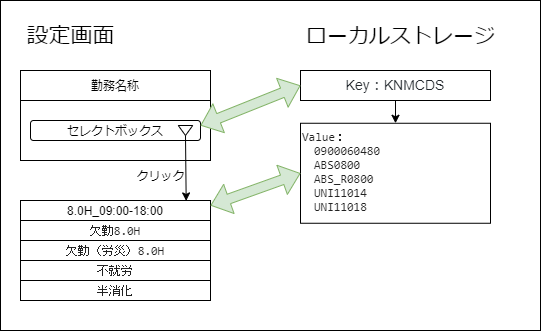 設定画面
ローカルストレージ
勤務名称
セレクトボックス
クリック
8.0H_09:00-18:00
欠勤8.0H
欠勤（労災）8.0H
不就労
半消化
Key：KNMCDS
Value：
0900060480
ABS0800
ABS_R0800
UNI11014
UNI11018